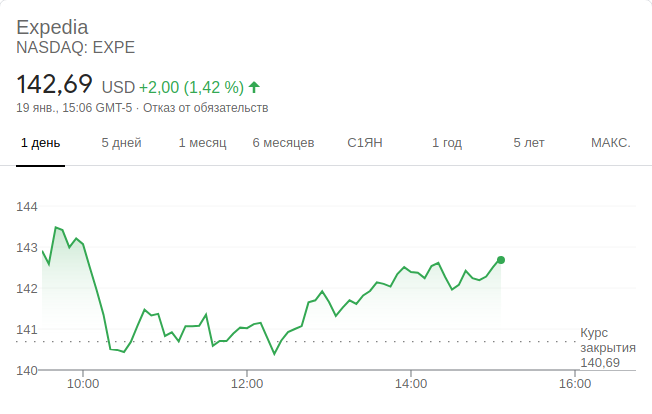 Expedia
NASDAQ: EXPE
142,69 USD +2,00 (1,42 %)
19 янв., 15:06 GMT-5 · Отказ от обязательств
1 день 5 дней 1 месяц 6 месяцев С1ЯН 1 год 5 лет МАКС.
144
143
142
141
140
Курс
закрытия
140,69
10:00 12:00 14:00 16:00